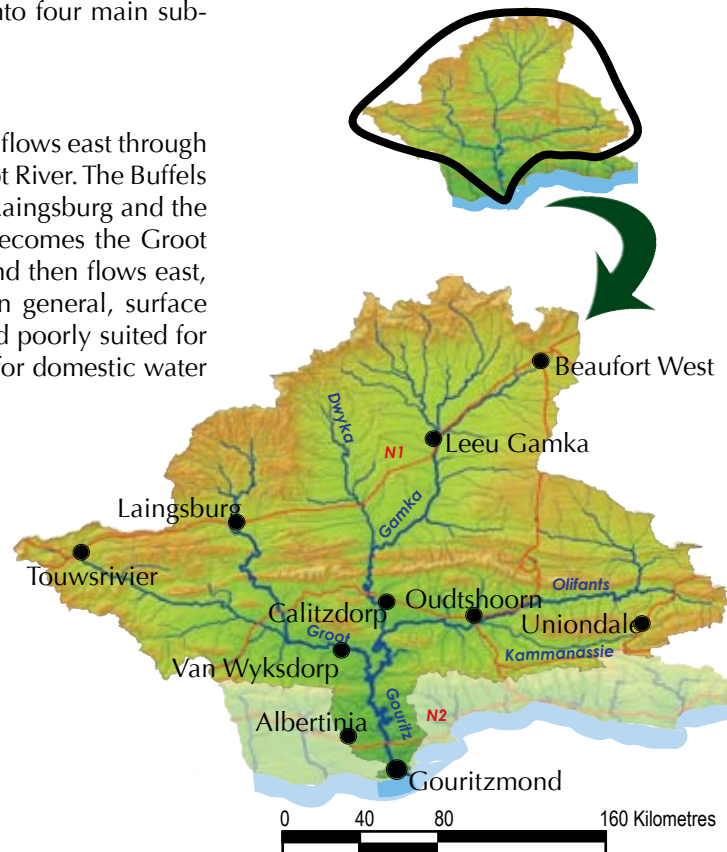 nto four main sub-
flows east through
ot River. The Buffels
Laingsburg and the
ecomes the Groot
nd then flows east,
n general, surface
d poorly suited for
for domestic water
Beaufort West
Dwyka
N1
Leeu Gamka
Gamka
Laingsburg
Touwsrivier
Olifants
Calitzdorp
Oudtshoorn
Uniondale
Groot
Kammanassie
Van Wyksdorp
Gouritz
N2
Albertinia
Gouritzmond
0 40 80 160 Kilometres